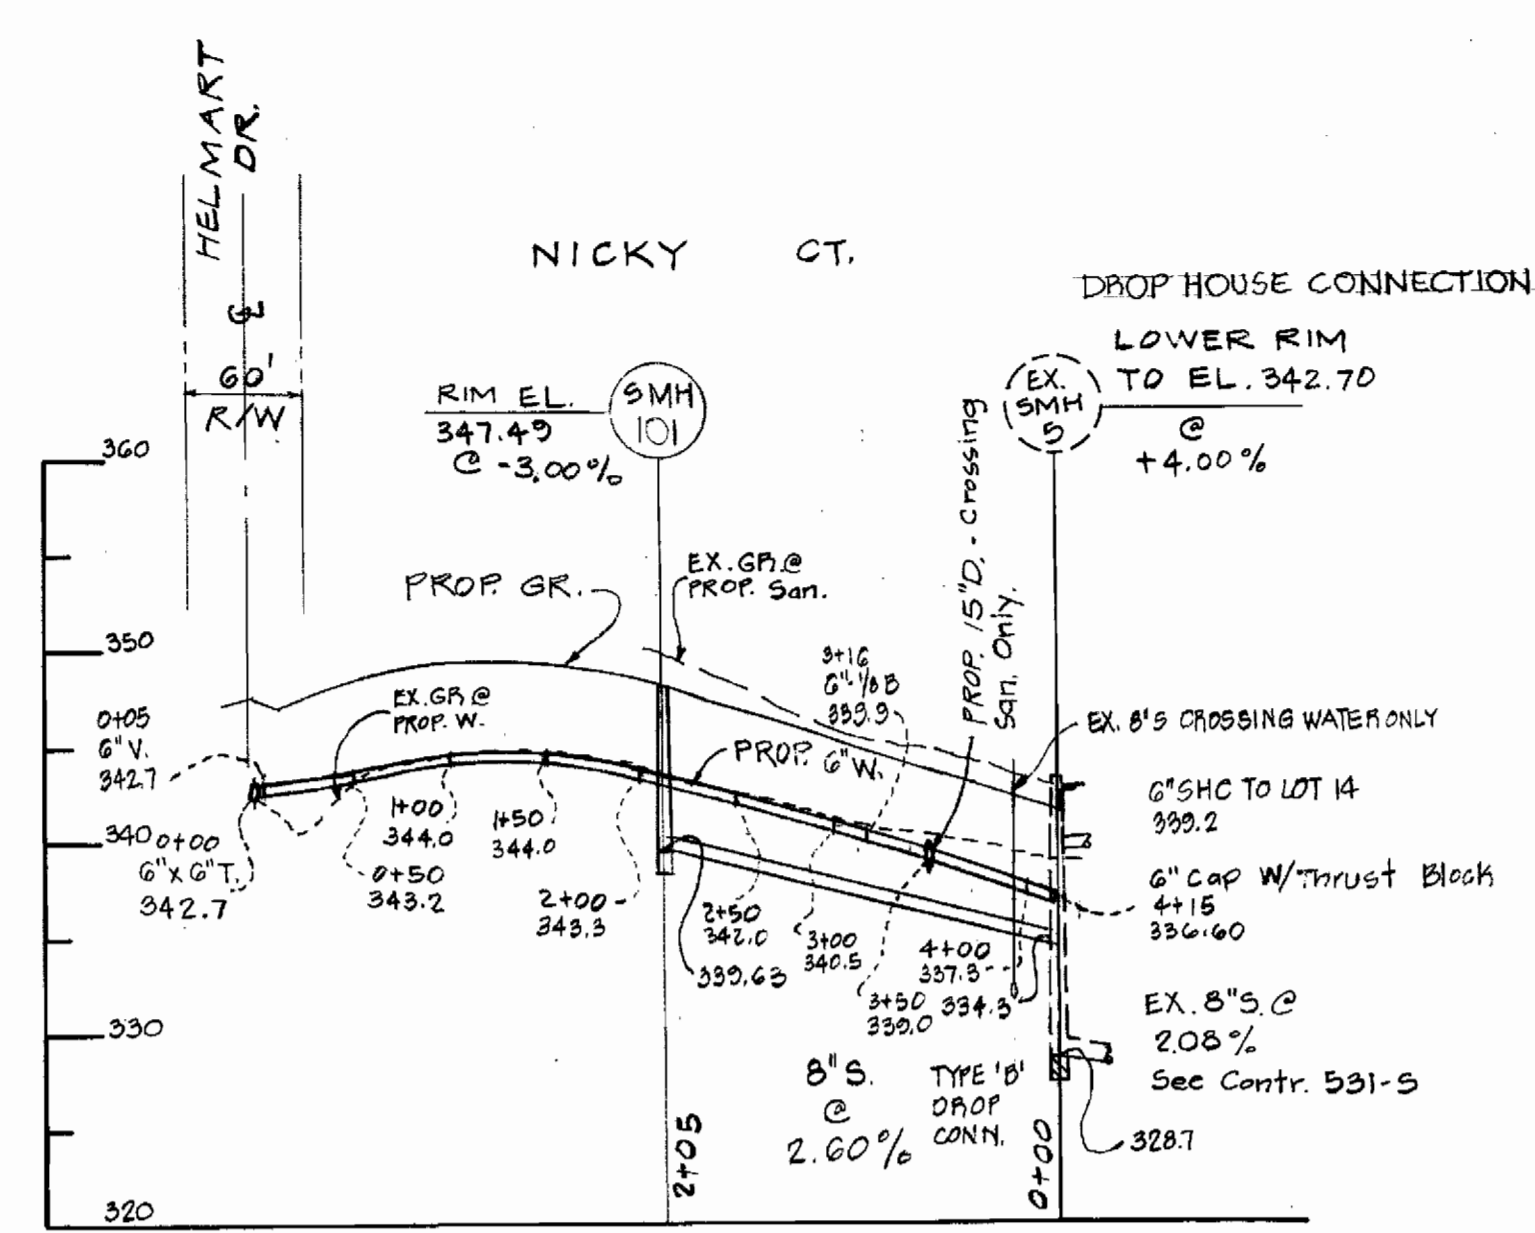 HELMART
DR.
NICKY CT.
DROP HOUSE CONNECTION
LOWER RIM
TO EL. 342.70
@
+4.00%
EX.
SMH
5
RIM EL.
347.49
@ -3.00%
SMH
101
℄
60'
R/W
360
350
340
330
320
PROP. GR.
EX. GR. @
PROP. San.
EX. GR @
PROP. W.
PROP. 6" W.
PROP. 15" D. - Crossing
San. Only.
3+16
6"-1/8 B
339.9
EX. 8"S CROSSING WATER ONLY
0+05
6" V.
342.7
0+00
6" x 6" T.
342.7
0+50
343.2
1+00
344.0
1+50
344.0
2+00
343.3
2+50
342.0
3+00
340.5
3+50
339.0
4+00
337.3
339.63
334.3
6" SHC TO LOT 14
339.2
6" Cap W/Thrust Block
4+15
336.60
EX. 8" S. @
2.08%
See Contr. 531-S
328.7
8" S.
@
2.60%
TYPE 'B'
DROP
CONN.
2+05
0+00